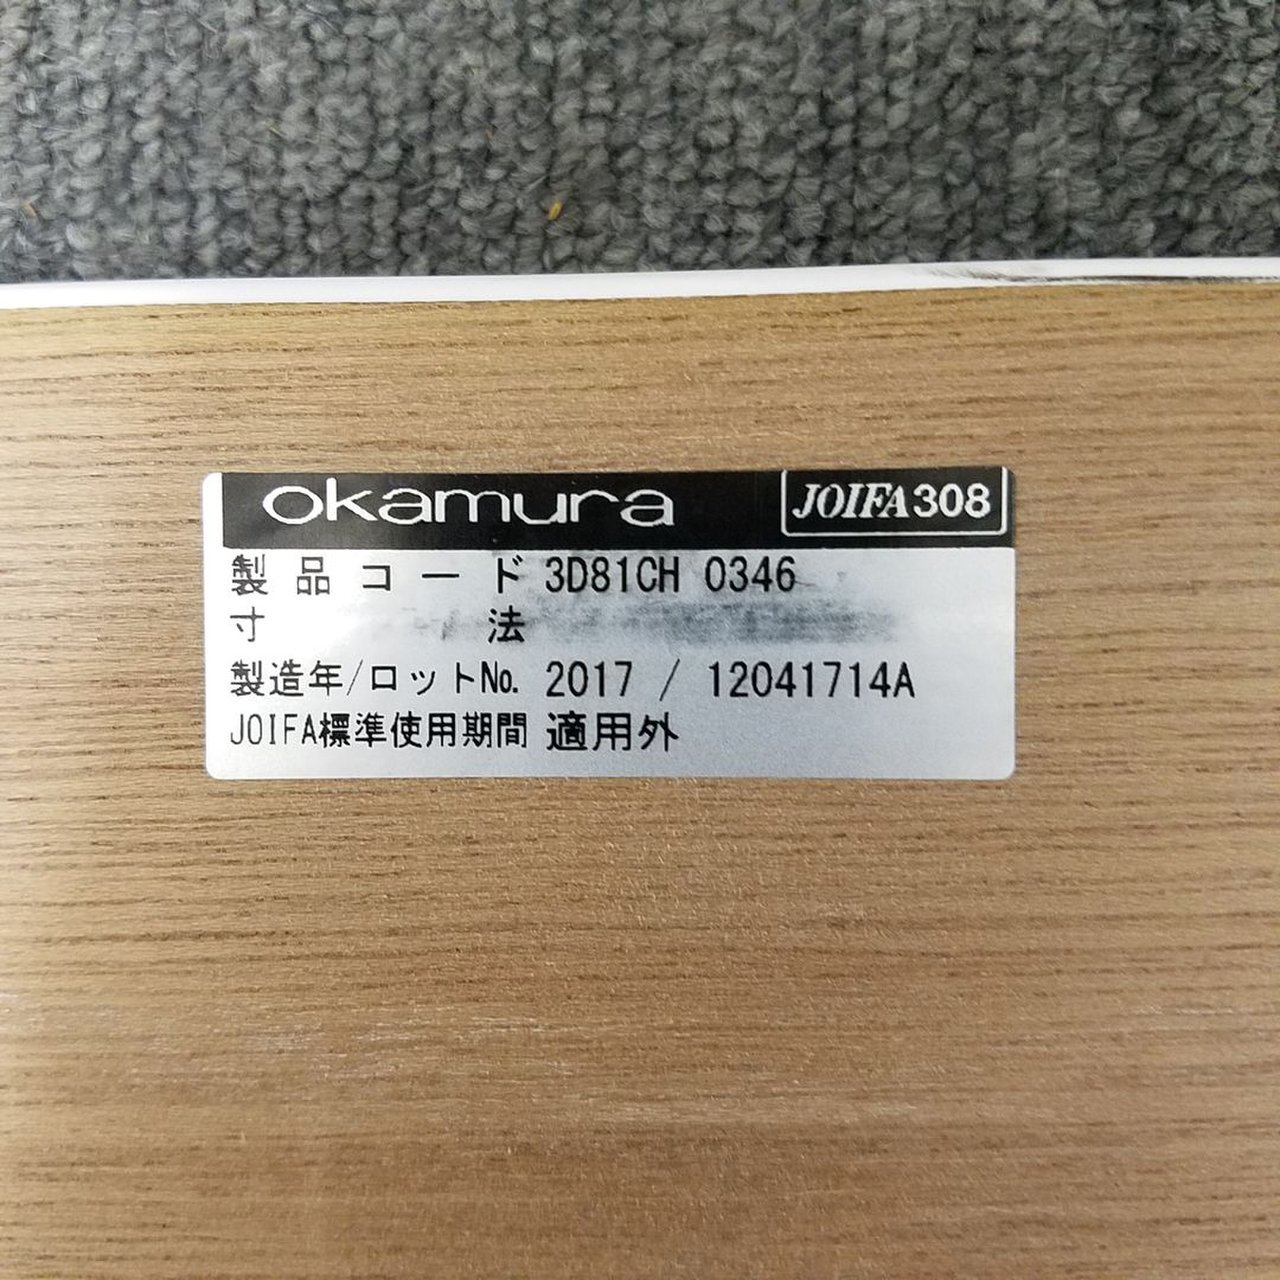 okamura JOIFA308
製品コード 3D81CH 0346
寸法
製造年/ロットNo. 2017 / 12041714A
JOIFA標準使用期間 適用外